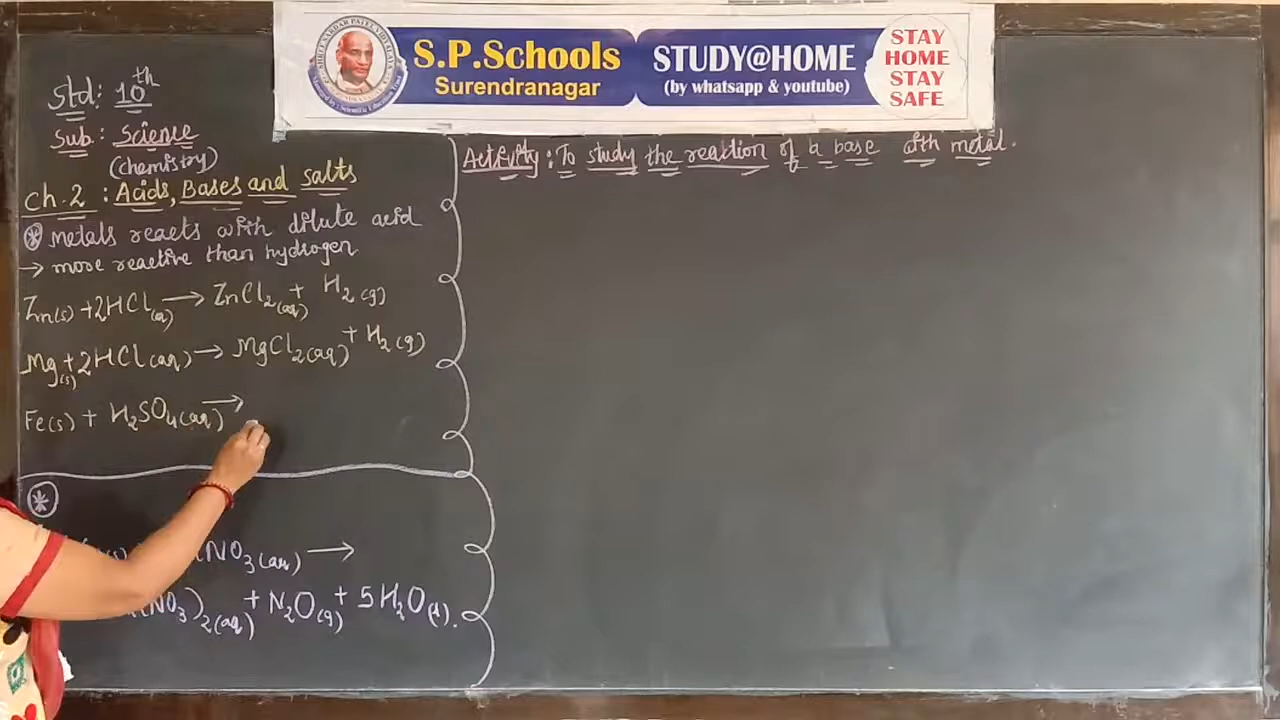 S.P.Schools
Surendranagar
STUDY@HOME
(by whatsapp & youtube)
STAY
HOME
STAY
SAFE
Std: 10th
Sub: Science
(chemistry)
Ch.2 : Acids, Bases and salts
* Metals reacts with dilute acid
→ more reactive than hydrogen
Zn(s) + 2HCl(a) → ZnCl2(aq) + H2(g)
Mg(s) + 2HCl(aq) → MgCl2(aq) + H2(g)
Fe(s) + H2SO4(aq) →
*
NO3(aq) →
(NO3)2(aq) + N2O(g) + 5H2O(l).
Activity: To study the reaction of a base with metal.